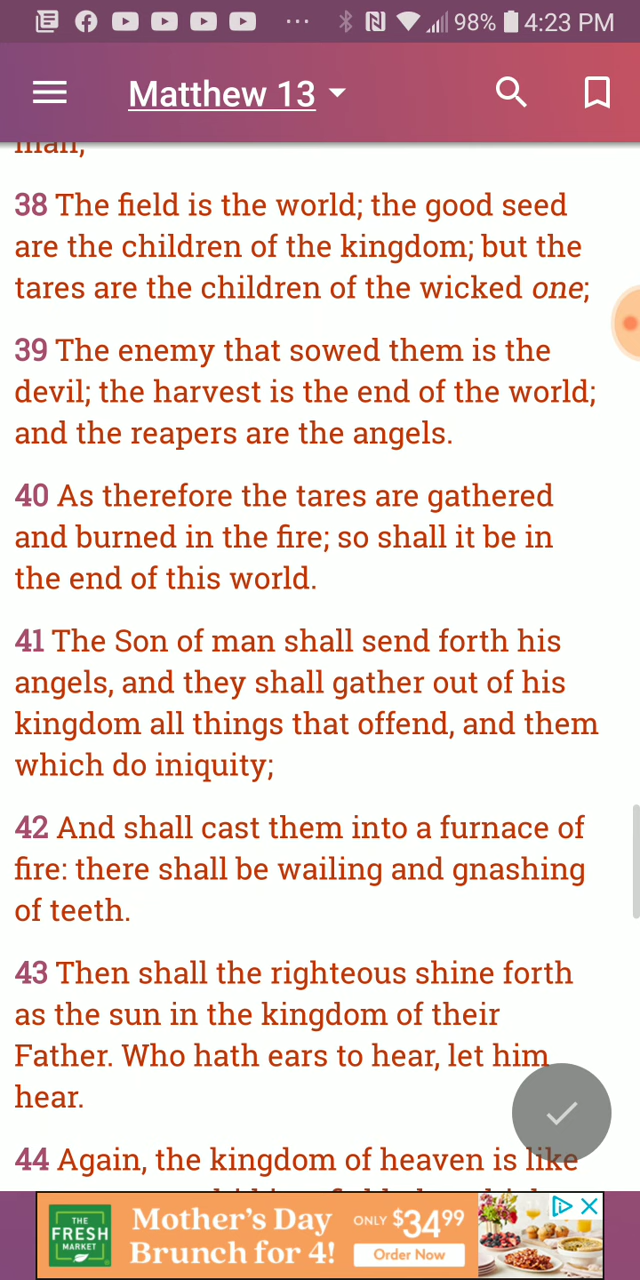 98% 4:23 PM
Matthew 13
man,
38 The field is the world; the good seed
are the children of the kingdom; but the
tares are the children of the wicked one;
39 The enemy that sowed them is the
devil; the harvest is the end of the world;
and the reapers are the angels.
40 As therefore the tares are gathered
and burned in the fire; so shall it be in
the end of this world.
41 The Son of man shall send forth his
angels, and they shall gather out of his
kingdom all things that offend, and them
which do iniquity;
42 And shall cast them into a furnace of
fire: there shall be wailing and gnashing
of teeth.
43 Then shall the righteous shine forth
as the sun in the kingdom of their
Father. Who hath ears to hear, let him
hear.
44 Again, the kingdom of heaven is like
THE
FRESH
MARKET
Mother's Day
Brunch for 4!
ONLY $3499
Order Now